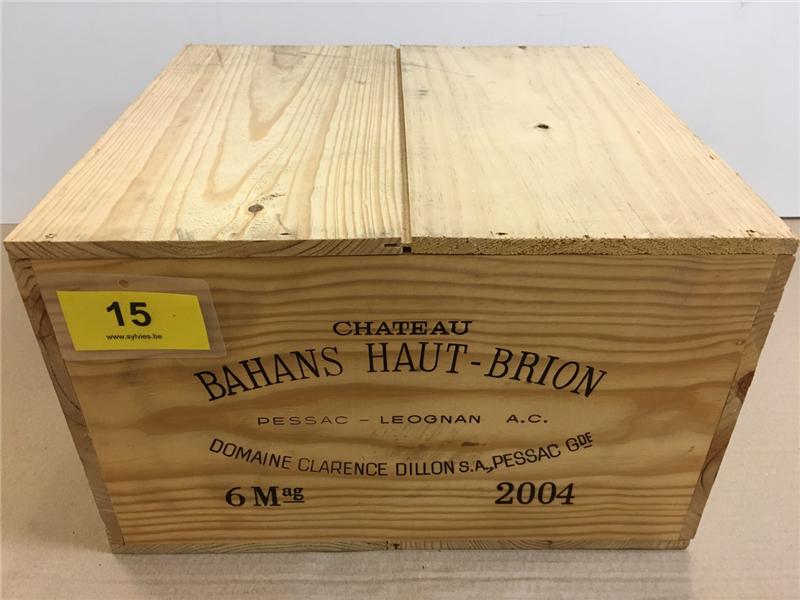 15
www.sylvies.be
CHATEAU
BAHANS HAUT-BRION
PESSAC - LEOGNAN A.C.
DOMAINE CLARENCE DILLON S.A., PESSAC GDE
6 Mag 2004